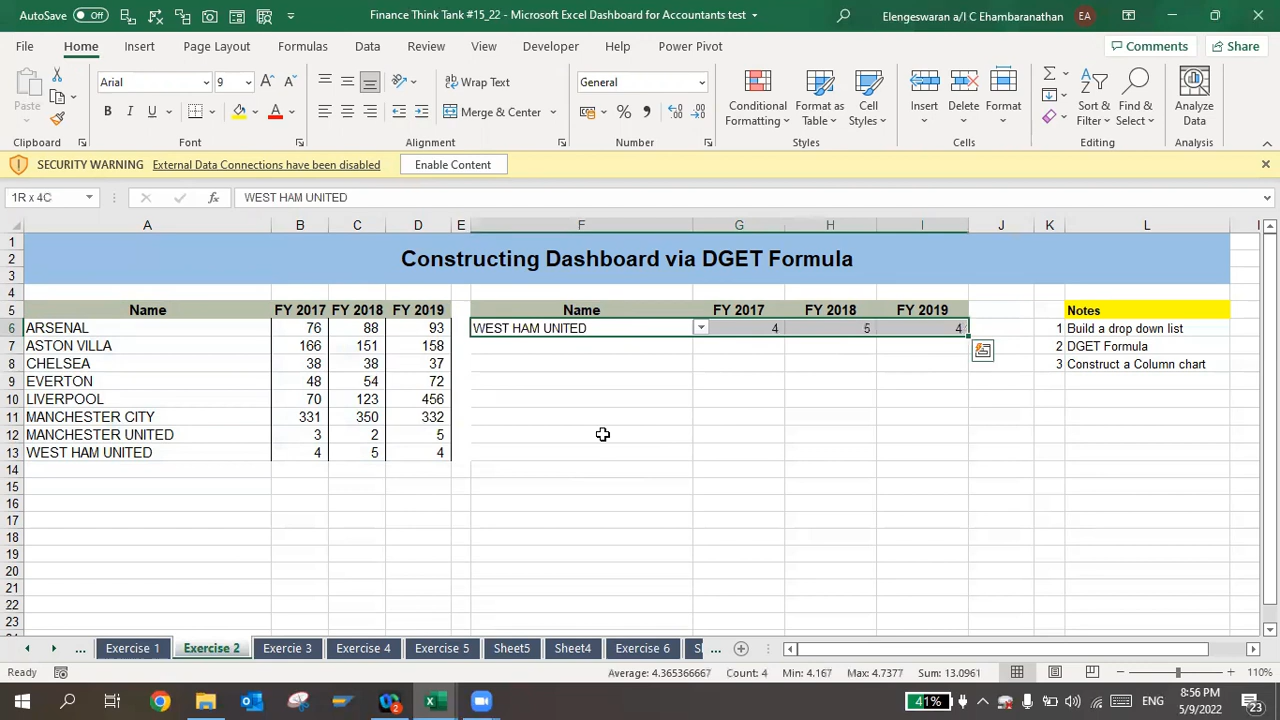 AutoSave Off Finance Think Tank #15_22 - Microsoft Excel Dashboard for Accountants test Elengeswaran a/l C Ehambaranathan EA
File Home Insert Page Layout Formulas Data Review View Developer Help Power Pivot Comments Share
Paste Arial 9 Wrap Text General
B I U A Merge & Center % , Conditional Formatting Format as Table Cell Styles Insert Delete Format Sort & Filter Find & Select Analyze Data
Clipboard Font Alignment Number Styles Cells Editing Analysis
SECURITY WARNING External Data Connections have been disabled Enable Content
1R x 4C fx WEST HAM UNITED
A B C D E F G H I J K L
1
2 Constructing Dashboard via DGET Formula
3
4
5 Name FY 2017 FY 2018 FY 2019 Name FY 2017 FY 2018 FY 2019 Notes
6 ARSENAL 76 88 93 WEST HAM UNITED 4 5 4 1 Build a drop down list
7 ASTON VILLA 166 151 158 2 DGET Formula
8 CHELSEA 38 38 37 3 Construct a Column chart
9 EVERTON 48 54 72
10 LIVERPOOL 70 123 456
11 MANCHESTER CITY 331 350 332
12 MANCHESTER UNITED 3 2 5
13 WEST HAM UNITED 4 5 4
14
15
16
17
18
19
20
21
22
23
... Exercise 1 Exercise 2 Exercie 3 Exercise 4 Exercise 5 Sheet5 Sheet4 Exercise 6 ...
Ready Average: 4.365366667 Count: 4 Min: 4.167 Max: 4.7377 Sum: 13.0961 110%
41% ENG 8:56 PM
5/9/2022 23